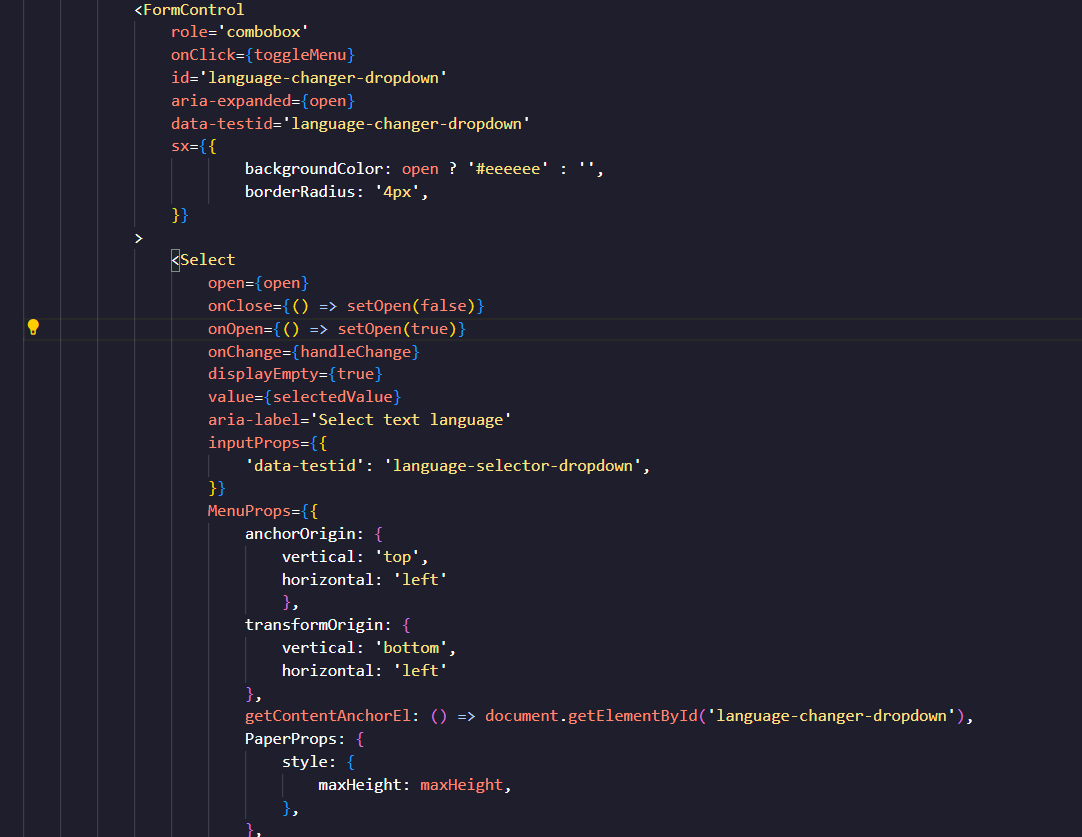 <FormControl
role='combobox'
onClick={toggleMenu}
id='language-changer-dropdown'
aria-expanded={open}
data-testid='language-changer-dropdown'
sx={{
backgroundColor: open ? '#eeeeee' : '',
borderRadius: '4px',
}}
>
<Select
open={open}
onClose={() => setOpen(false)}
onOpen={() => setOpen(true)}
onChange={handleChange}
displayEmpty={true}
value={selectedValue}
aria-label='Select text language'
inputProps={{
'data-testid': 'language-selector-dropdown',
}}
MenuProps={{
anchorOrigin: {
vertical: 'top',
horizontal: 'left'
},
transformOrigin: {
vertical: 'bottom',
horizontal: 'left'
},
getContentAnchorEl: () => document.getElementById('language-changer-dropdown'),
PaperProps: {
style: {
maxHeight: maxHeight,
},
},